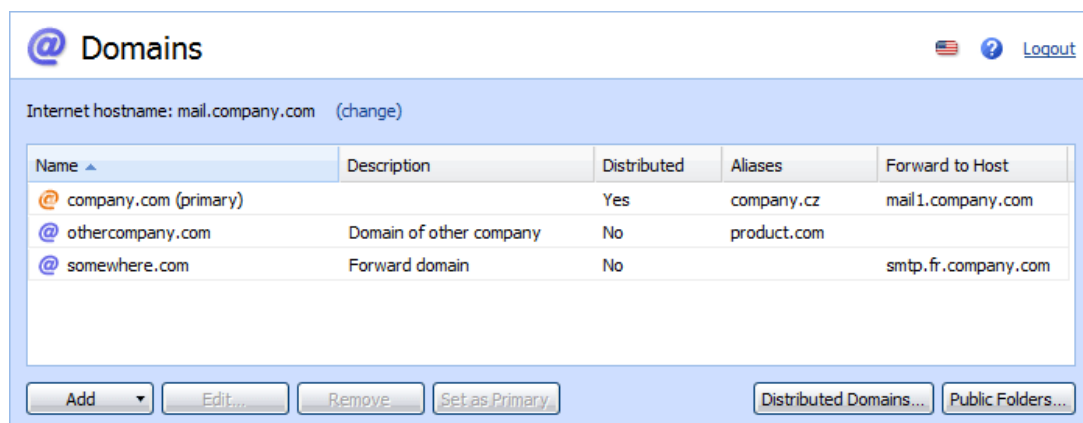 @ Domains ? Logout
Internet hostname: mail.company.com (change)
Name Description Distributed Aliases Forward to Host
@ company.com (primary) Yes company.cz mail1.company.com
@ othercompany.com Domain of other company No product.com
@ somewhere.com Forward domain No smtp.fr.company.com
Add Edit... Remove Set as Primary Distributed Domains... Public Folders...